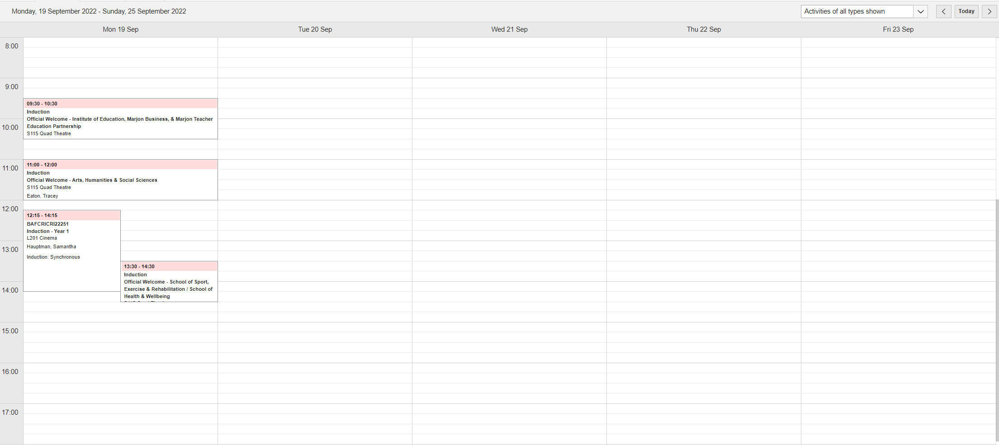 Monday, 19 September 2022 - Sunday, 25 September 2022
Activities of all types shown
Today
Mon 19 Sep
Tue 20 Sep
Wed 21 Sep
Thu 22 Sep
Fri 23 Sep
8:00
9:00
09:30 - 10:30
Induction
Official Welcome - Institute of Education, Marjon Business, & Marjon Teacher
Education Partnership
S115 Quad Theatre
10:00
11:00
11:00 - 12:00
Induction
Official Welcome - Arts, Humanities & Social Sciences
S115 Quad Theatre
Eaton, Tracey
12:00
12:15 - 14:15
BAFCRICRI22251
Induction - Year 1
L201 Cinema
Hauptman, Samantha
Induction: Synchronous
13:00
13:30 - 14:30
Induction
Official Welcome - School of Sport,
Exercise & Rehabilitation / School of
Health & Wellbeing
14:00
15:00
16:00
17:00